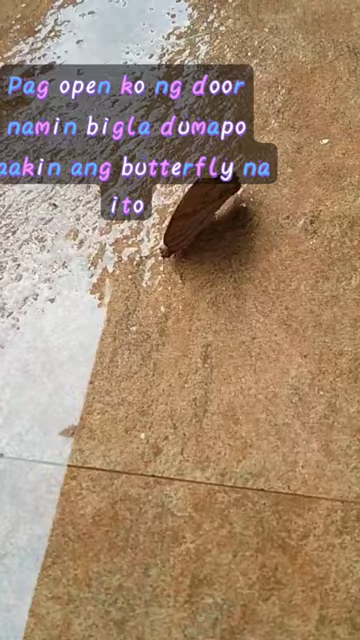 Pag open ko ng door
namin bigla dumapo
aakin ang butterfly na
ito